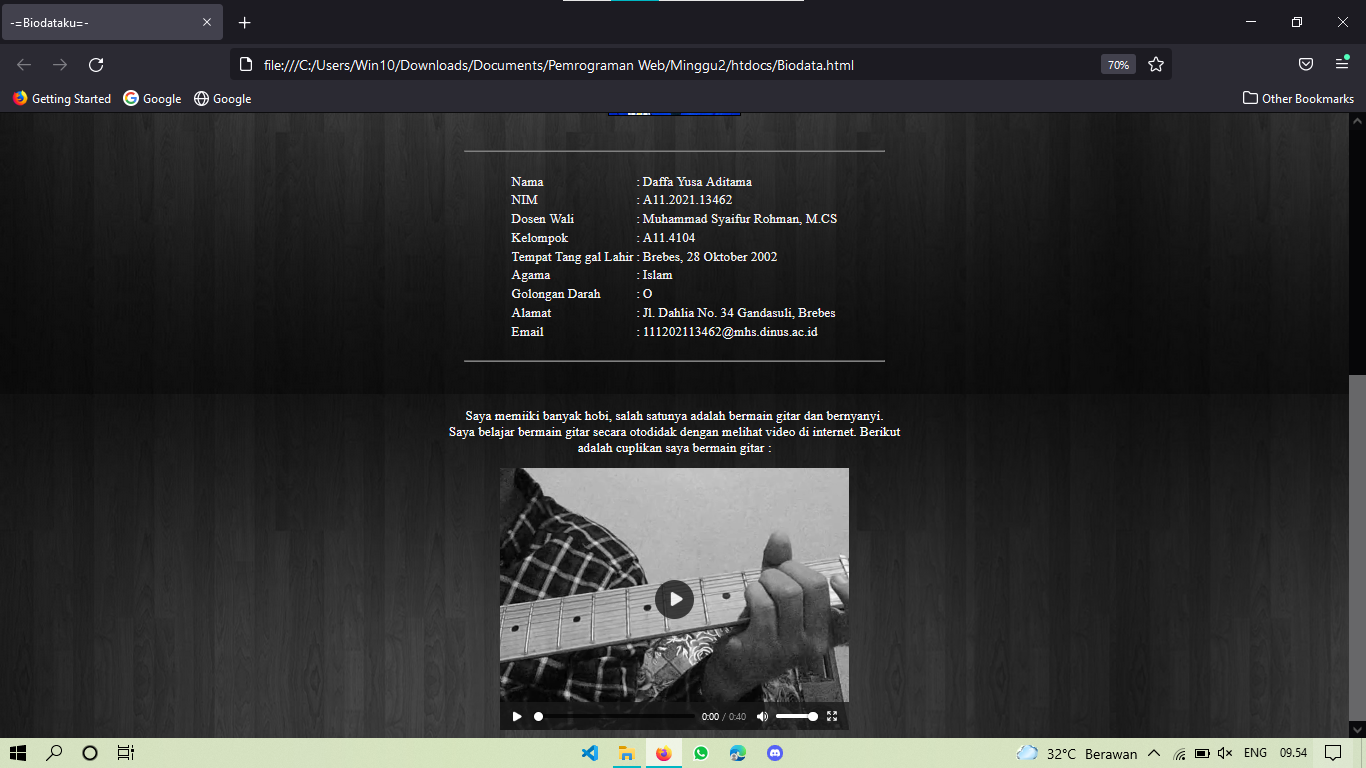 -=Biodataku=-
file:///C:/Users/Win10/Downloads/Documents/Pemrograman Web/Minggu2/htdocs/Biodata.html
70%
Getting Started
Google
Google
Other Bookmarks
Nama : Daffa Yusa Aditama
NIM : A11.2021.13462
Dosen Wali : Muhammad Syaifur Rohman, M.CS
Kelompok : A11.4104
Tempat Tang gal Lahir : Brebes, 28 Oktober 2002
Agama : Islam
Golongan Darah : O
Alamat : Jl. Dahlia No. 34 Gandasuli, Brebes
Email : 111202113462@mhs.dinus.ac.id
Saya memiiki banyak hobi, salah satunya adalah bermain gitar dan bernyanyi.
Saya belajar bermain gitar secara otodidak dengan melihat video di internet. Berikut
adalah cuplikan saya bermain gitar :
0:00 / 0:40
32°C Berawan
ENG
09.54